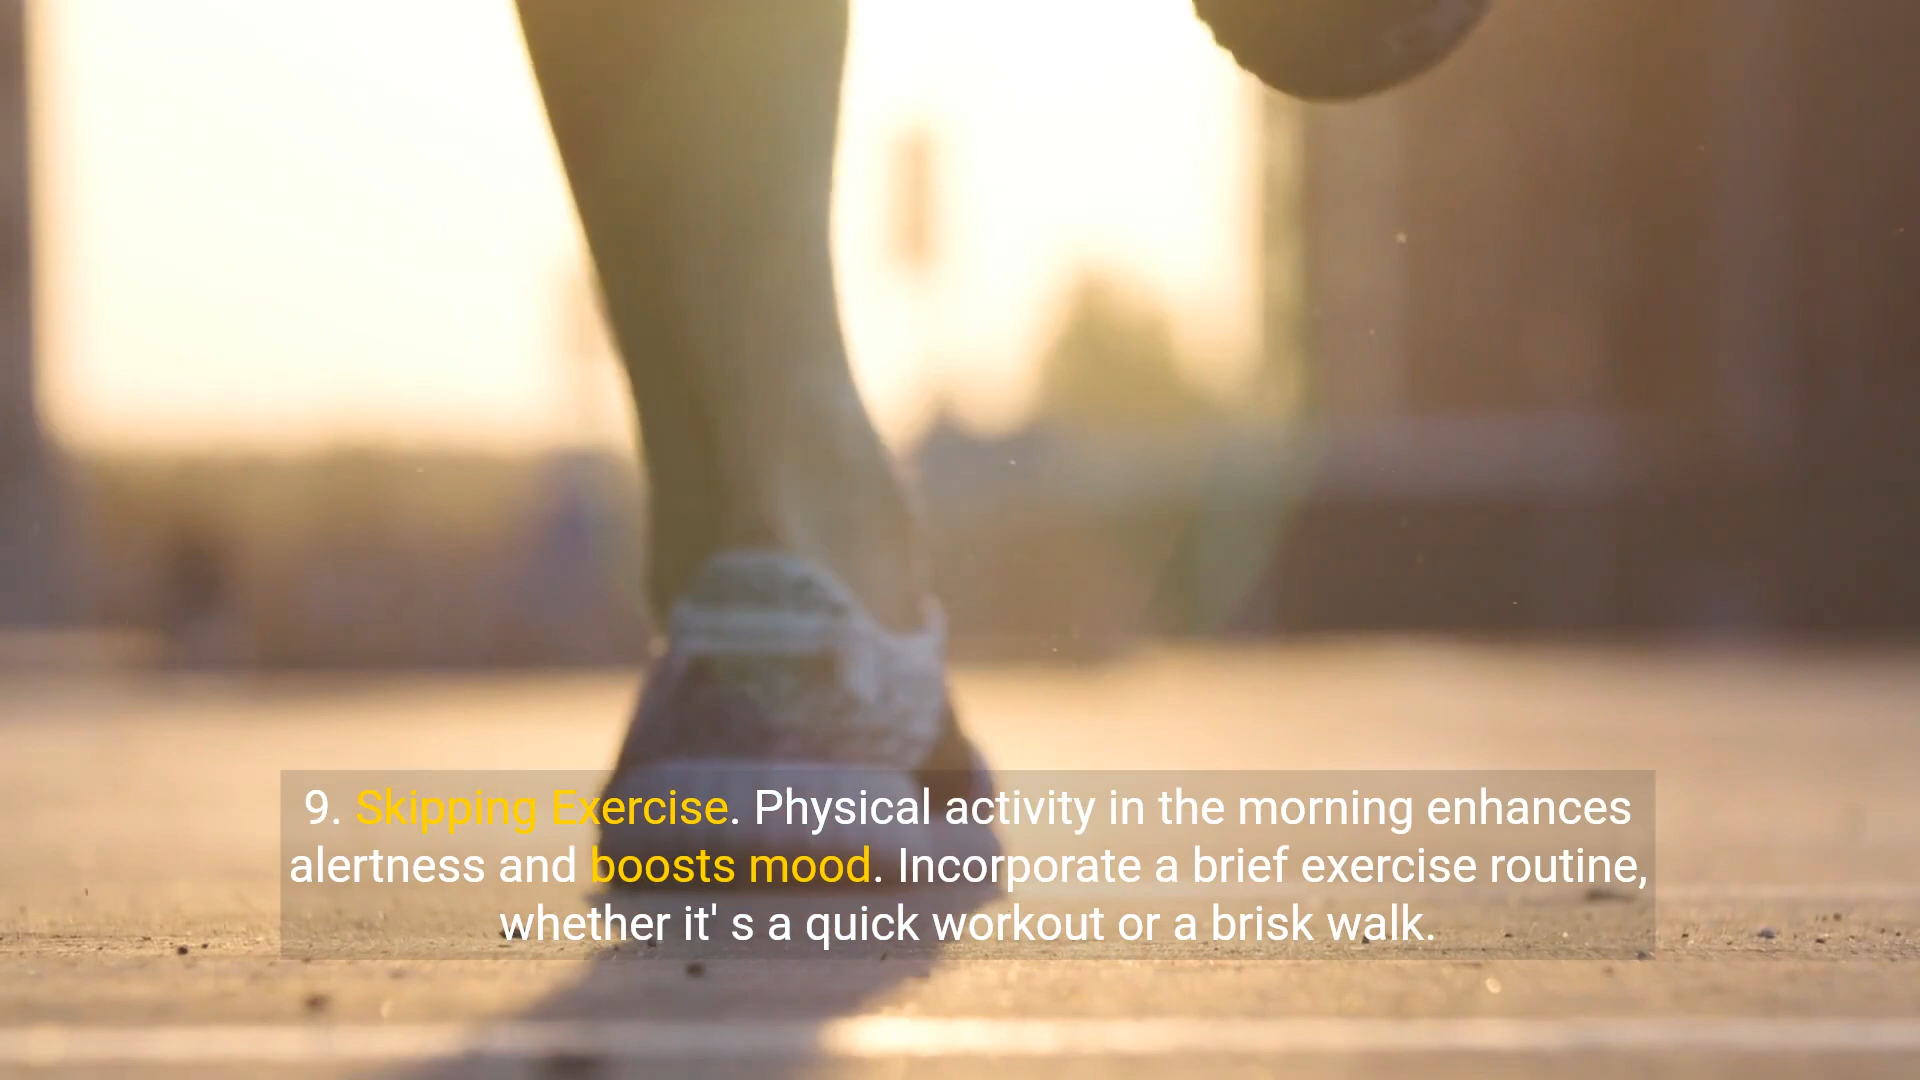 9. Skipping Exercise. Physical activity in the morning enhances
alertness and boosts mood. Incorporate a brief exercise routine,
whether it' s a quick workout or a brisk walk.